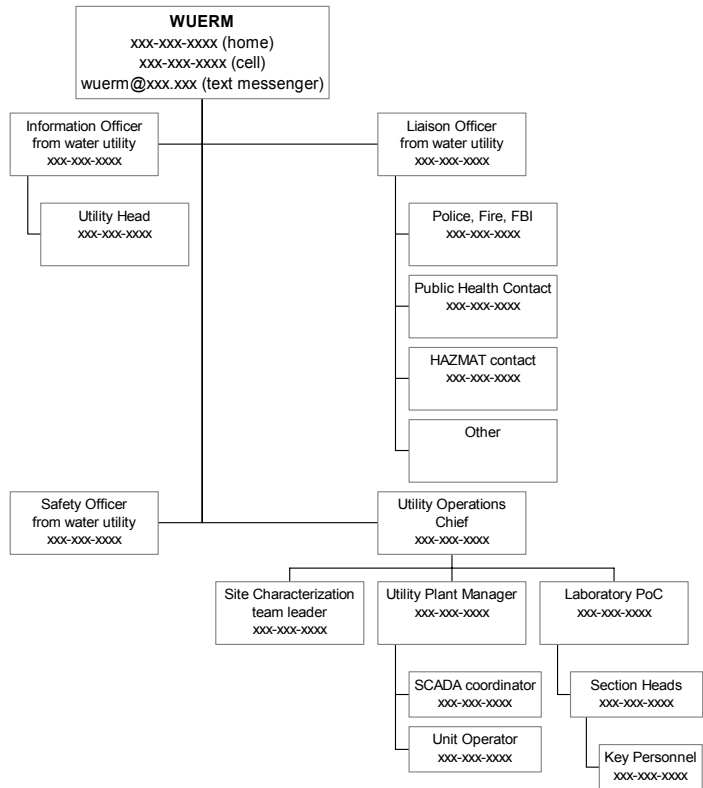 WUERM
xxx-xxx-xxxx (home)
xxx-xxx-xxxx (cell)
wuerm@xxx.xxx (text messenger)
Information Officer
from water utility
xxx-xxx-xxxx
Liaison Officer
from water utility
xxx-xxx-xxxx
Utility Head
xxx-xxx-xxxx
Police, Fire, FBI
xxx-xxx-xxxx
Public Health Contact
xxx-xxx-xxxx
HAZMAT contact
xxx-xxx-xxxx
Other
Safety Officer
from water utility
xxx-xxx-xxxx
Utility Operations
Chief
xxx-xxx-xxxx
Site Characterization
team leader
xxx-xxx-xxxx
Utility Plant Manager
xxx-xxx-xxxx
Laboratory PoC
xxx-xxx-xxxx
SCADA coordinator
xxx-xxx-xxxx
Section Heads
xxx-xxx-xxxx
Unit Operator
xxx-xxx-xxxx
Key Personnel
xxx-xxx-xxxx